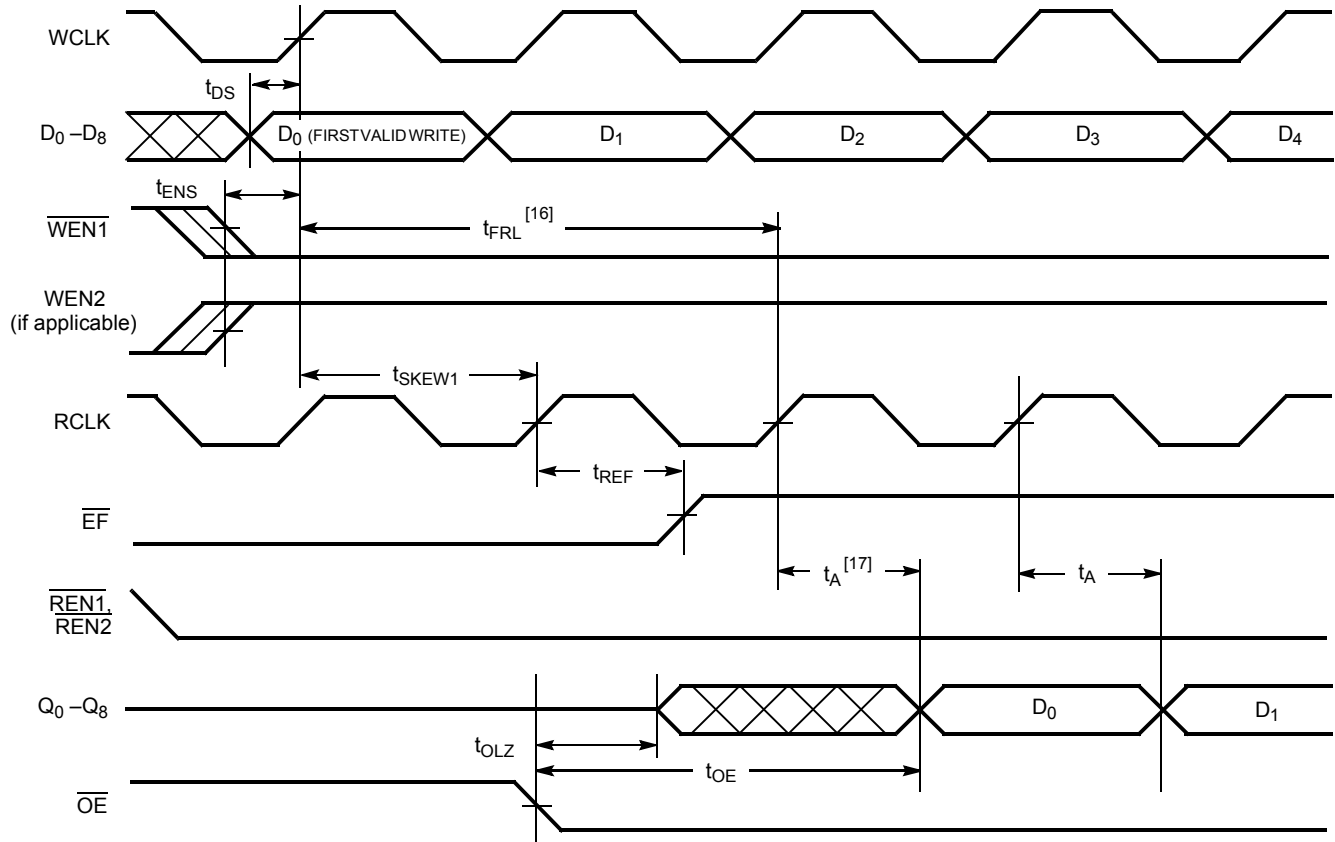 WCLK
tDS
D0 –D8
D0 (FIRST VALID WRITE)
D1
D2
D3
D4
tENS
WEN1
tFRL [16]
WEN2
(if applicable)
tSKEW1
RCLK
tREF
EF
tA [17]
tA
REN1,
REN2
Q0 –Q8
D0
D1
tOLZ
tOE
OE